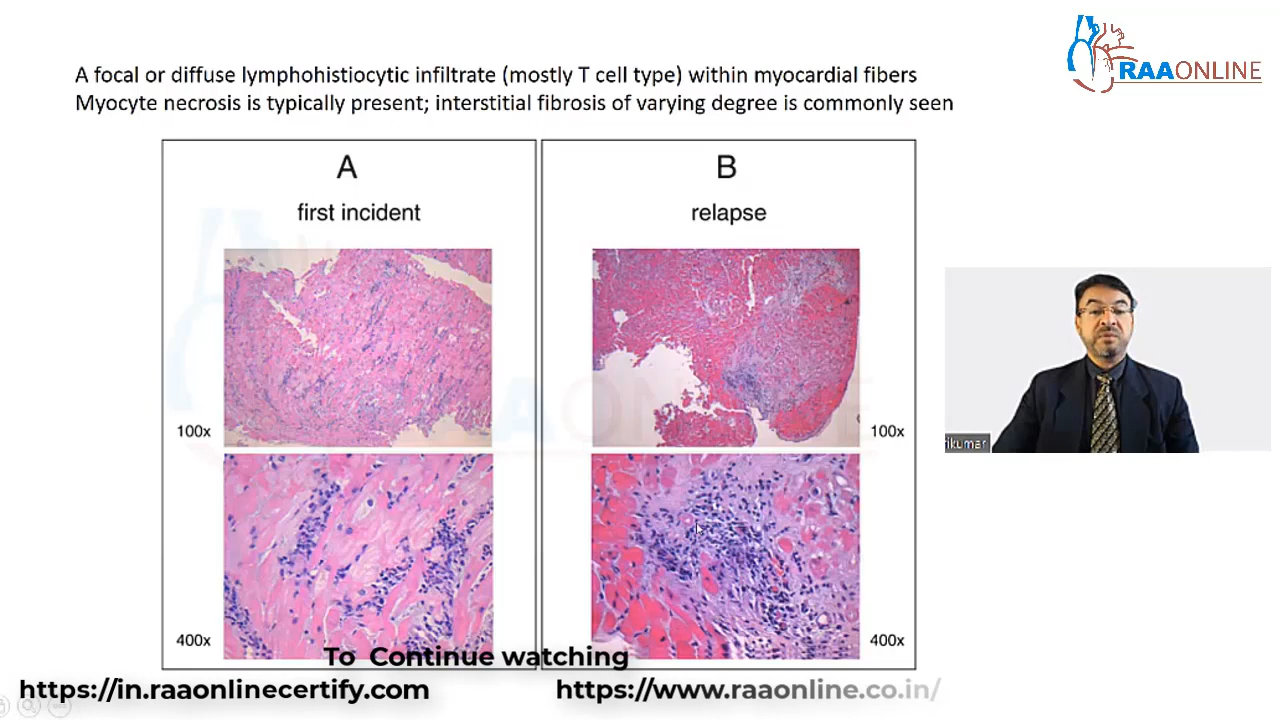 RAAONLINE
A focal or diffuse lymphohistiocytic infiltrate (mostly T cell type) within myocardial fibers
Myocyte necrosis is typically present; interstitial fibrosis of varying degree is commonly seen
A
first incident
100x
400x
B
relapse
100x
400x
rikumar
To Continue watching
https://in.raaonlinecertify.com
https://www.raaonline.co.in/